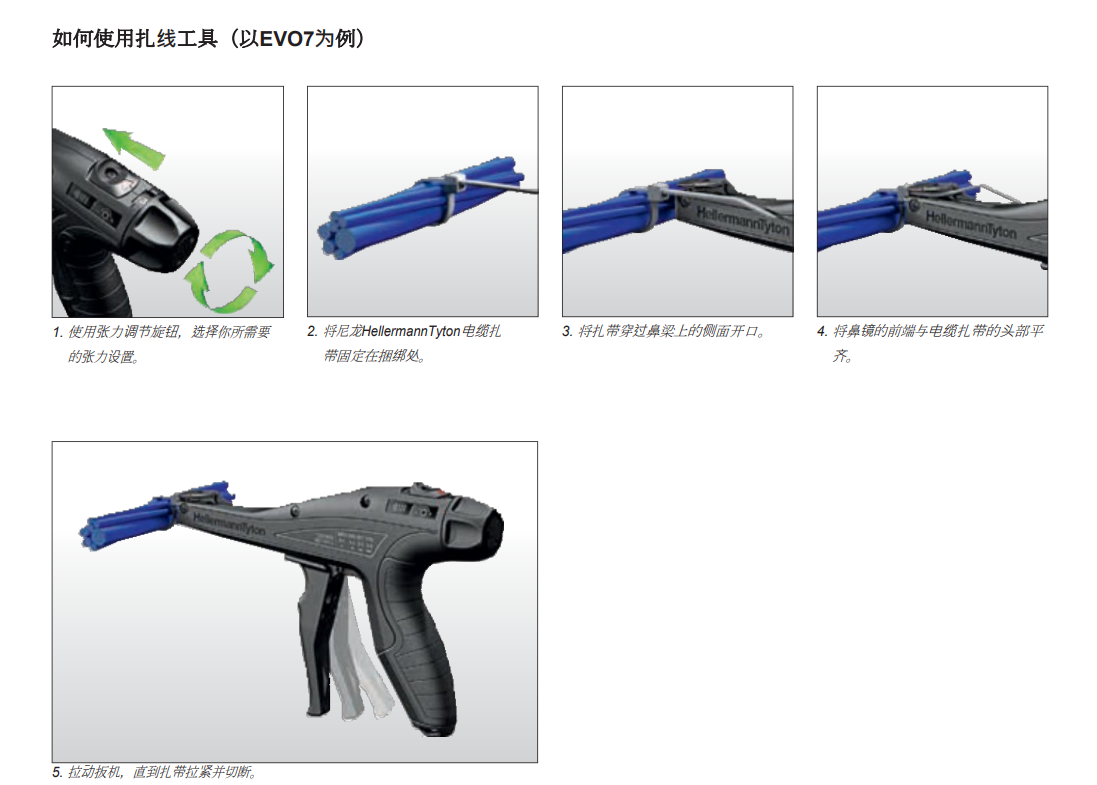 如何使用扎线工具（以EVO7为例）
1. 使用张力调节旋钮，选择你所需要
的张力设置。
2. 将尼龙HellermannTyton电缆扎
带固定在捆绑处。
HellermannTyton
3. 将扎带穿过鼻梁上的侧面开口。
HellermannTyton
4. 将鼻镜的前端与电缆扎带的头部平
齐。
HellermannTyton
5. 拉动扳机，直到扎带拉紧并切断。